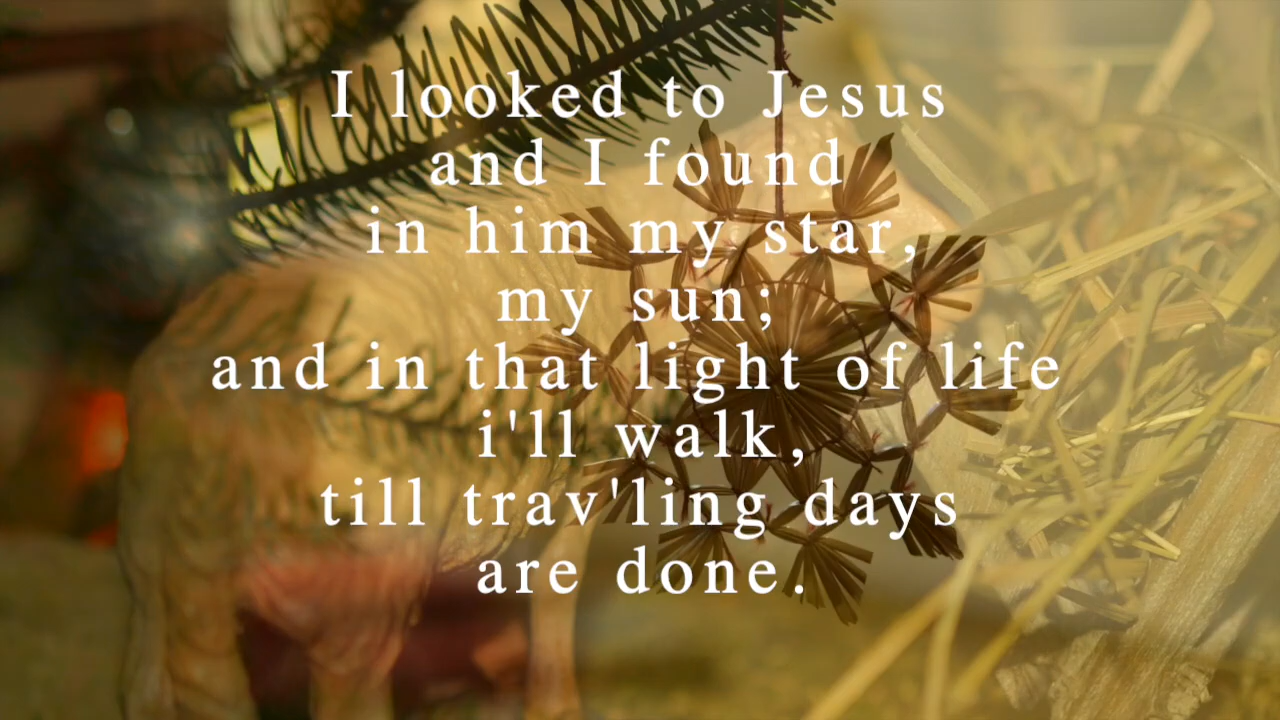 I looked to Jesus
and I found
in him my star,
my sun;
and in that light of life
i'll walk,
till trav'ling days
are done.